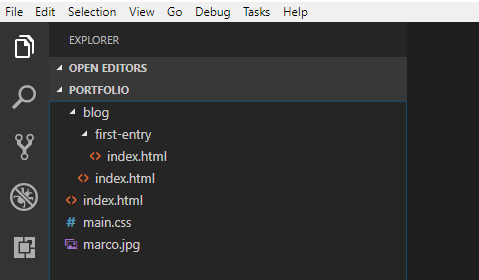 File Edit Selection View Go Debug Tasks Help
EXPLORER
OPEN EDITORS
PORTFOLIO
blog
first-entry
index.html
index.html
index.html
main.css
marco.jpg